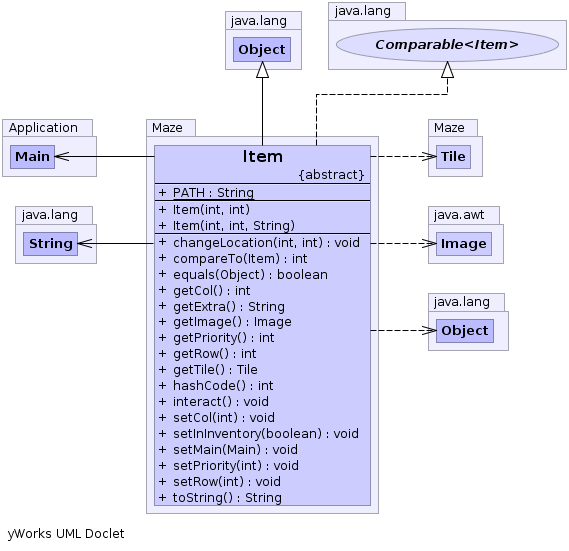 java.lang
Object
java.lang
Comparable<Item>
Application
Main
java.lang
String
Maze
Item
{abstract}
+ PATH : String
+ Item(int, int)
+ Item(int, int, String)
+ changeLocation(int, int) : void
+ compareTo(Item) : int
+ equals(Object) : boolean
+ getCol() : int
+ getExtra() : String
+ getImage() : Image
+ getPriority() : int
+ getRow() : int
+ getTile() : Tile
+ hashCode() : int
+ interact() : void
+ setCol(int) : void
+ setInInventory(boolean) : void
+ setMain(Main) : void
+ setPriority(int) : void
+ setRow(int) : void
+ toString() : String
Maze
Tile
java.awt
Image
java.lang
Object
yWorks UML Doclet